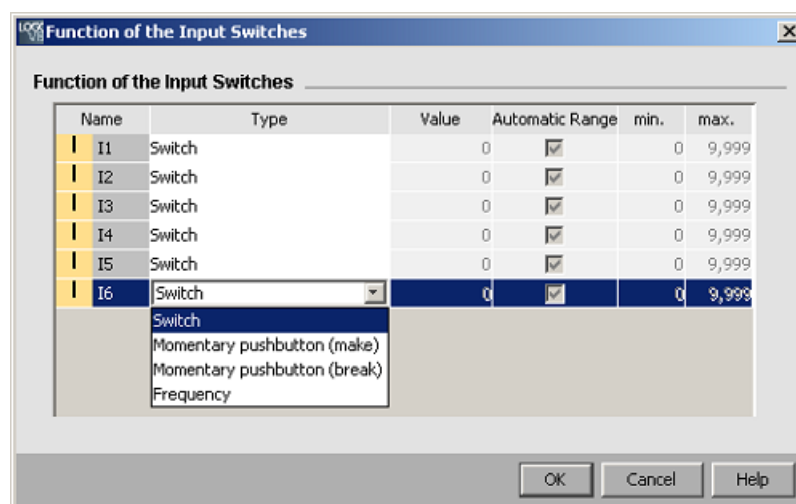 LOGO Function of the Input Switches
Function of the Input Switches
Name Type Value Automatic Range min. max.
I1 Switch 0 0 9,999
I2 Switch 0 0 9,999
I3 Switch 0 0 9,999
I4 Switch 0 0 9,999
I5 Switch 0 0 9,999
I6 Switch 0 0 9,999
Switch
Momentary pushbutton (make)
Momentary pushbutton (break)
Frequency
OK Cancel Help